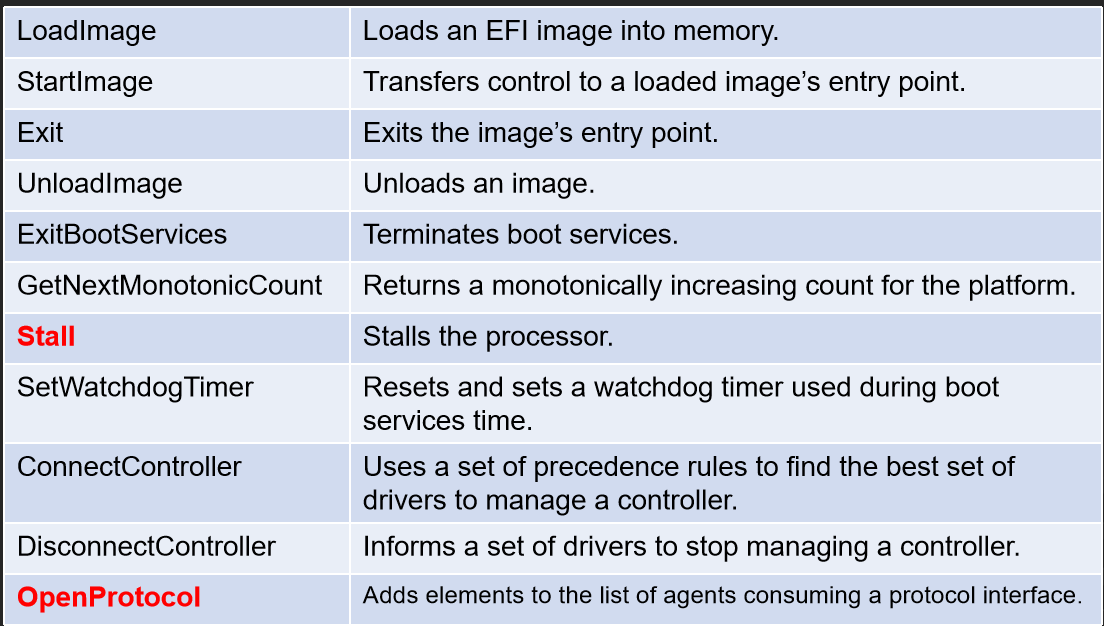 LoadImage
Loads an EFI image into memory.
StartImage
Transfers control to a loaded image’s entry point.
Exit
Exits the image’s entry point.
UnloadImage
Unloads an image.
ExitBootServices
Terminates boot services.
GetNextMonotonicCount
Returns a monotonically increasing count for the platform.
Stall
Stalls the processor.
SetWatchdogTimer
Resets and sets a watchdog timer used during boot
services time.
ConnectController
Uses a set of precedence rules to find the best set of
drivers to manage a controller.
DisconnectController
Informs a set of drivers to stop managing a controller.
OpenProtocol
Adds elements to the list of agents consuming a protocol interface.